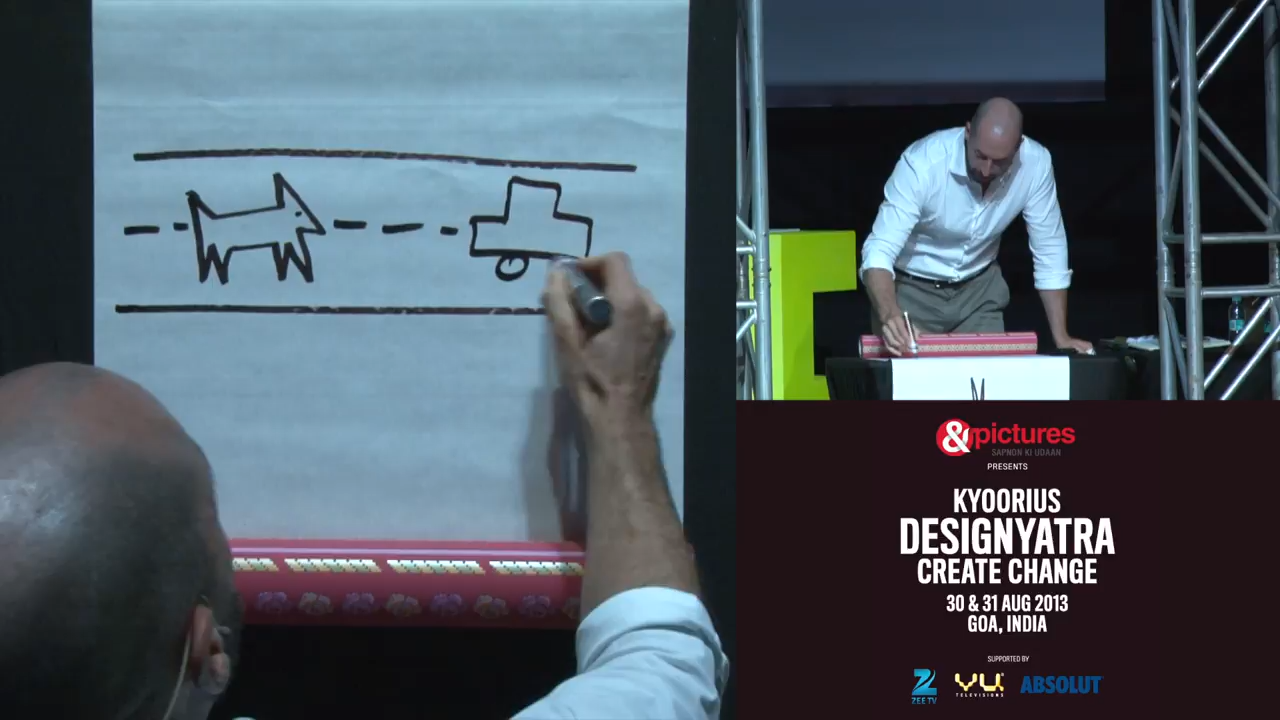 &pictures
SAPNON KI UDAAN
PRESENTS
KYOORIUS
DESIGNYATRA
CREATE CHANGE
30 & 31 AUG 2013
GOA, INDIA
SUPPORTED BY
Z
ZEE TV
YU
TELEVISIONS
ABSOLUT